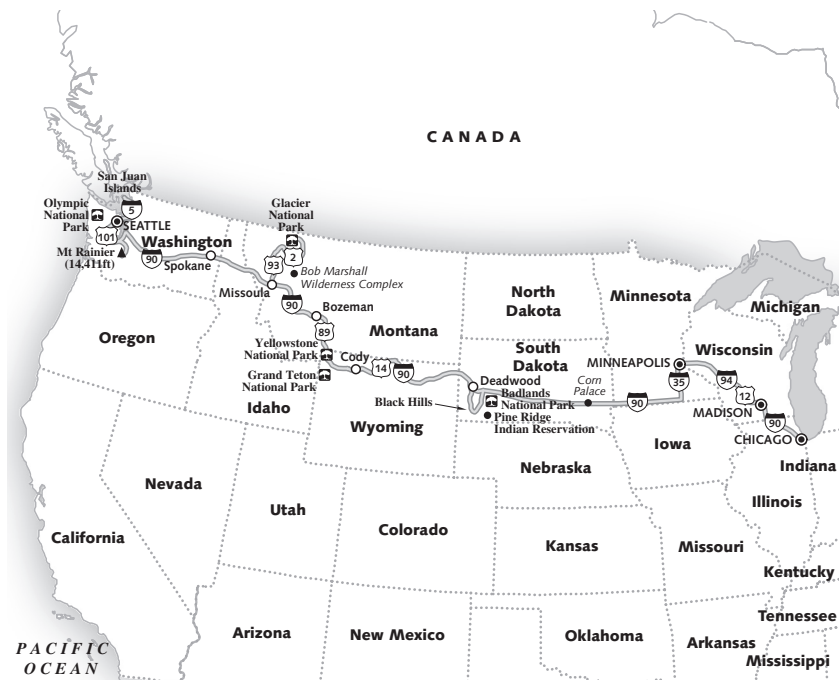 CANADA
San Juan
Islands
Olympic
National
Park
5
SEATTLE
101
Mt Rainier
(14,411ft)
Washington
90
Spokane
Glacier
National
Park
93
2
Bob Marshall
Wilderness Complex
Missoula
90
Bozeman
89
Montana
North
Dakota
Minnesota
Michigan
Oregon
Yellowstone
National Park
Cody
14
90
Grand Teton
National Park
Idaho
South
Dakota
MINNEAPOLIS
Wisconsin
Deadwood
Badlands
National Park
Corn
Palace
35
94
12
90
MADISON
Black Hills
Pine Ridge
Indian Reservation
90
CHICAGO
Wyoming
Iowa
Indiana
Nebraska
Nevada
Illinois
Utah
California
Colorado
Kansas
Missouri
Kentucky
Tennessee
Arizona
New Mexico
Oklahoma
Arkansas
Mississippi
PACIFIC
OCEAN